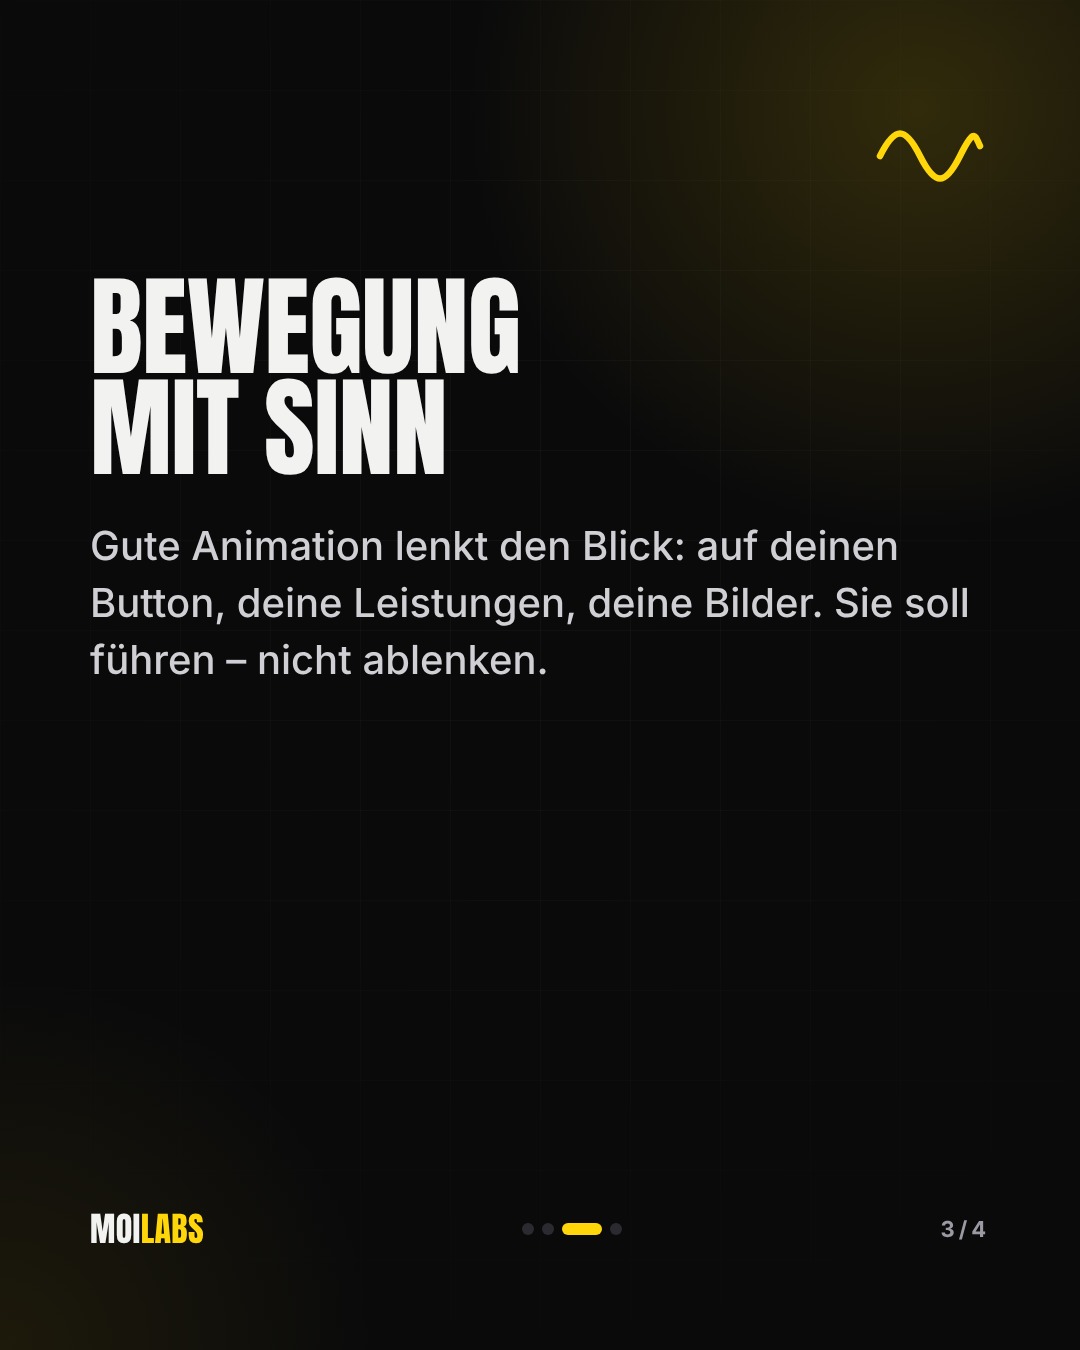 BEWEGUNG
MIT SINN
Gute Animation lenkt den Blick: auf deinen
Button, deine Leistungen, deine Bilder. Sie soll
führen – nicht ablenken.
MOILABS
3 / 4